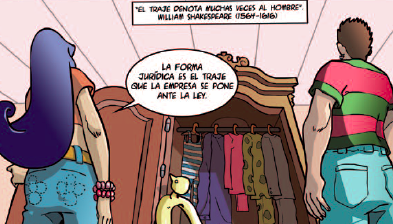 "EL TRAJE DENOTA MUCHAS VECES AL HOMBRE".
WILLIAM SHAKESPEARE (1564-1616)
LA FORMA
JURÍDICA ES EL TRAJE
QUE LA EMPRESA SE PONE
ANTE LA LEY.